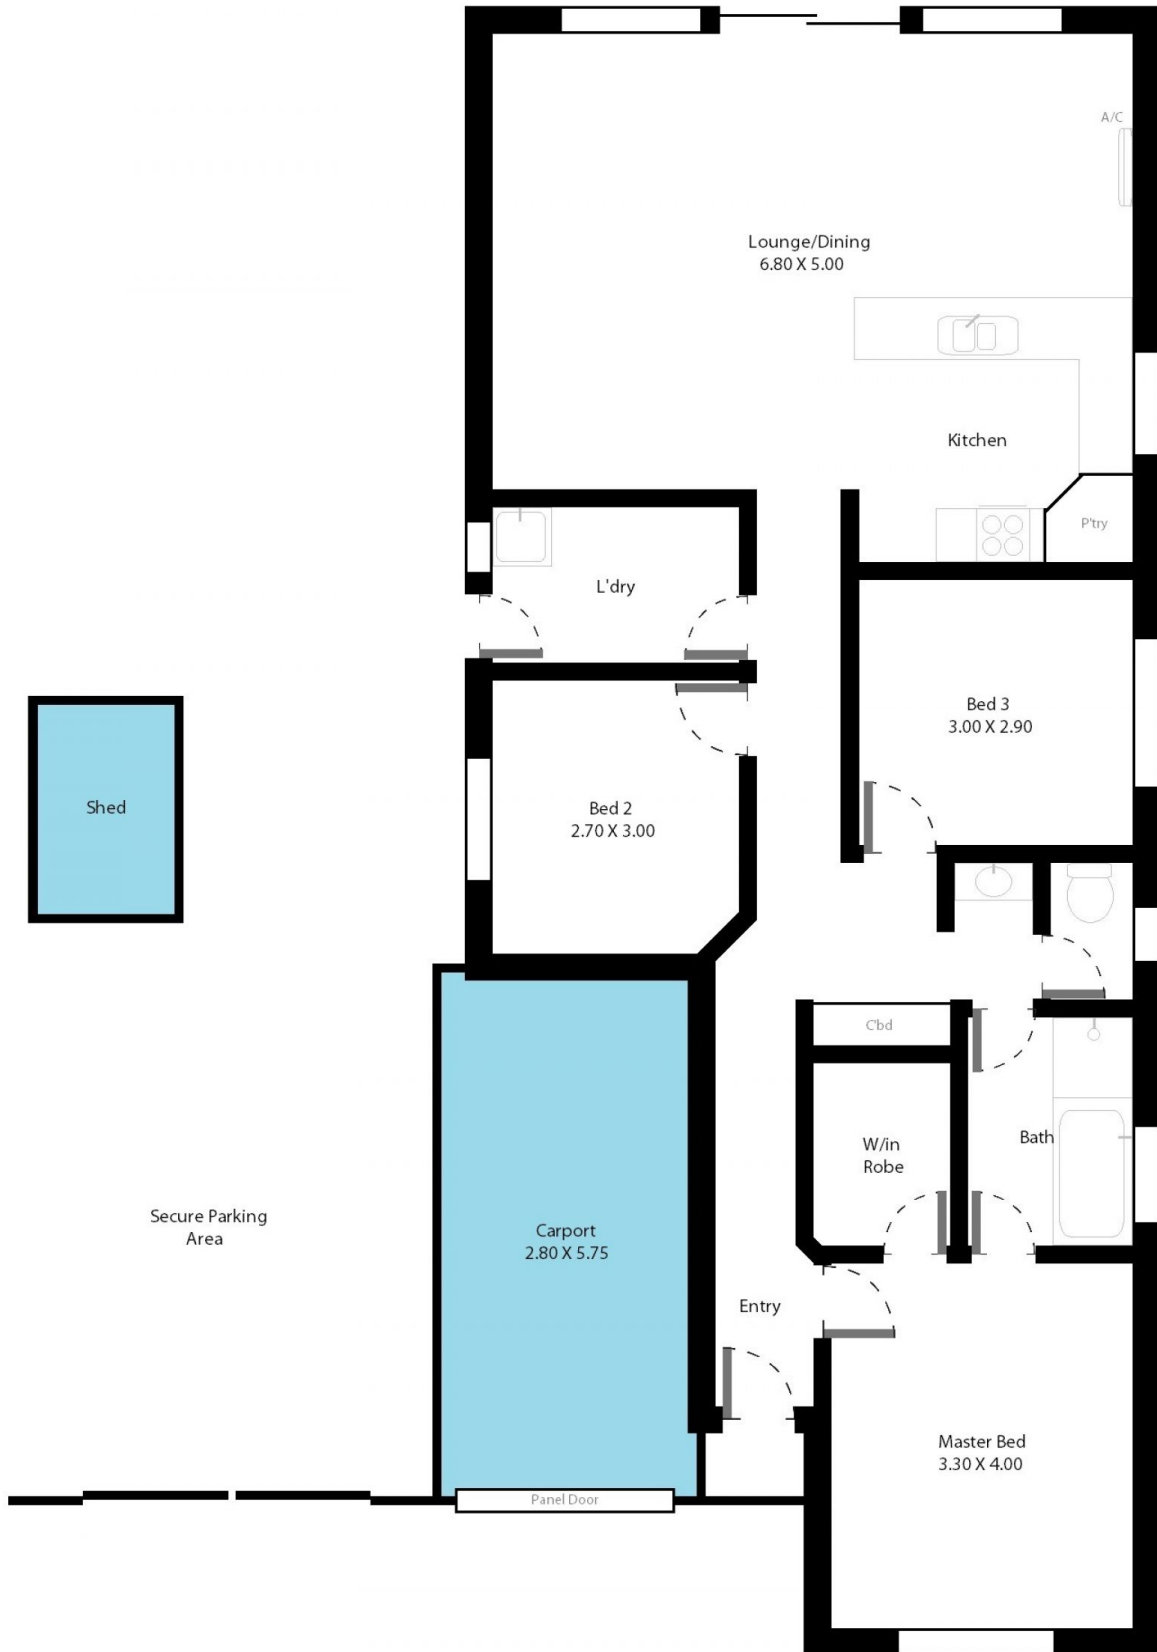 A/C
Lounge/Dining
6.80 X 5.00
Kitchen
P'try
L'dry
Bed 3
3.00 X 2.90
Shed
Bed 2
2.70 X 3.00
C'bd
Bath
W/in
Robe
Secure Parking
Area
Carport
2.80 X 5.75
Entry
Master Bed
3.30 X 4.00
Panel Door